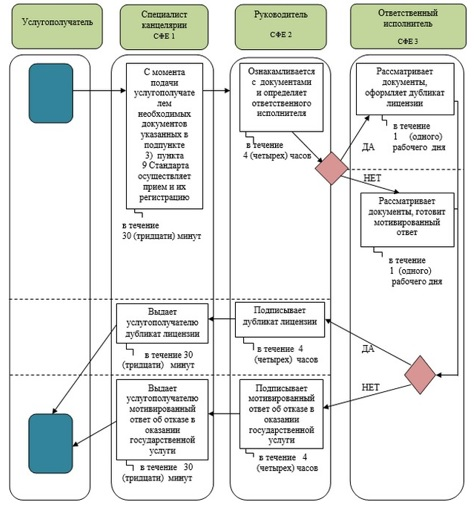 Услугополучатель
Специалист
канцелярии
СФЕ 1
Руководитель
СФЕ 2
Ответственный
исполнитель
СФЕ 3
С момента
подачи
услугополучате
лем
необходимых
документов
указанных в
подпункте
3) пункта
9 Стандарта
осуществляет
прием и их
регистрацию
в течение
30 (тридцати) минут
Ознакамливается
с документами
и определяет
ответственного
исполнителя
в течение
4 (четырех) часов
Рассматривает
документы,
оформляет дубликат
лицензии
в течение
1 (одного)
рабочего дня
ДА
НЕТ
Рассматривает
документы, готовит
мотивированный
ответ
в течение
1 (одного)
рабочего дня
Выдает
услугополучателю
дубликат лицензии
в течение 30
(тридцати) минут
Подписывает
дубликат лицензии
в течение 4
(четырех) часов
ДА
НЕТ
Выдает
услугополучателю
мотивированный
ответ об отказе в
оказании
государственной
услуги
в течение 30
(тридцати) минут
Подписывает
мотивированный
ответ об отказе в
оказании
государственной
услуги
в течение 4
(четырех) часов